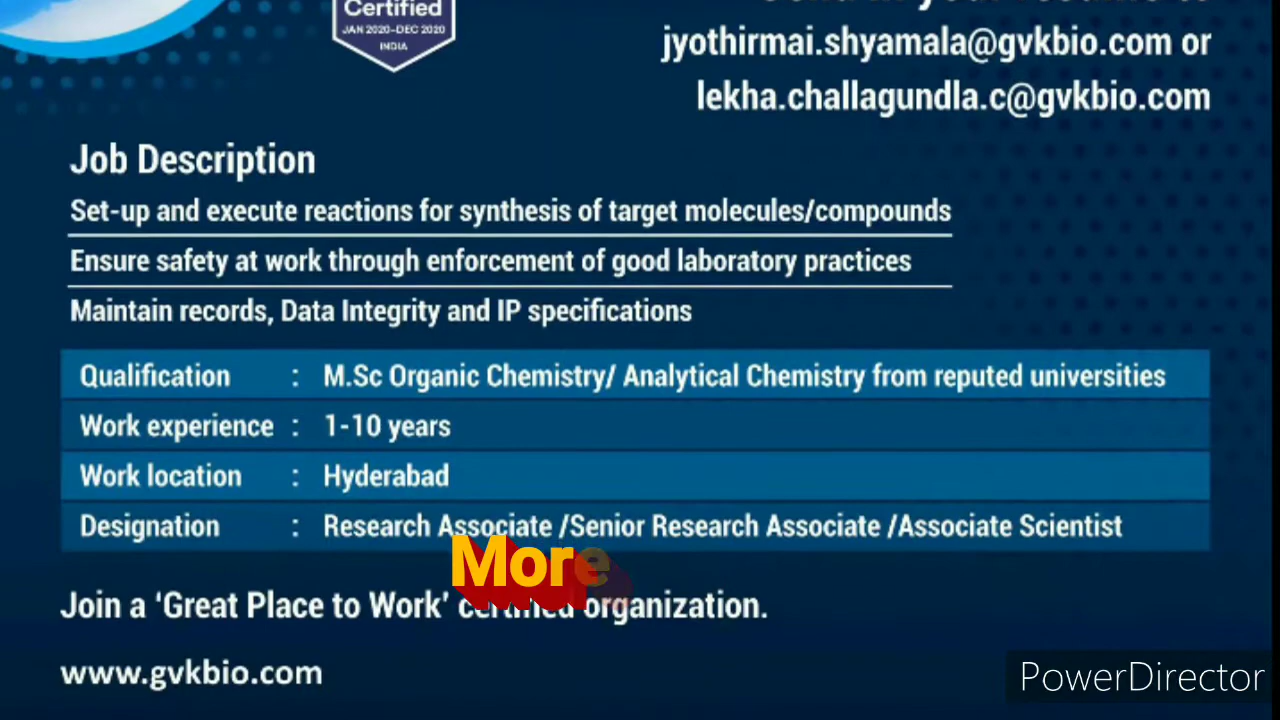 Certified
JAN 2020-DEC 2020
INDIA
jyothirmai.shyamala@gvkbio.com or
lekha.challagundla.c@gvkbio.com
Job Description
Set-up and execute reactions for synthesis of target molecules/compounds
Ensure safety at work through enforcement of good laboratory practices
Maintain records, Data Integrity and IP specifications
Qualification : M.Sc Organic Chemistry/ Analytical Chemistry from reputed universities
Work experience : 1-10 years
Work location : Hyderabad
Designation : Research Associate /Senior Research Associate /Associate Scientist
More
Join a ‘Great Place to Work’ certified organization.
www.gvkbio.com
PowerDirector